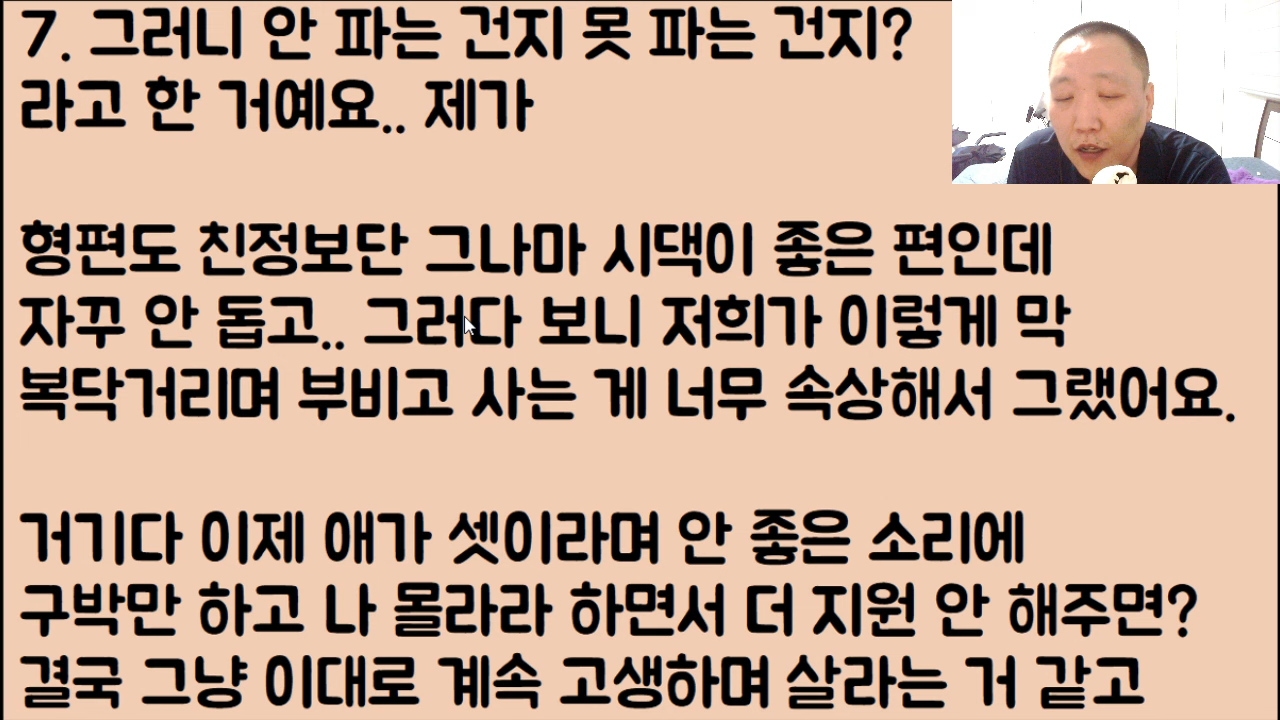 7. 그러니 안 파는 건지 못 파는 건지?
라고 한 거예요.. 제가
형편도 친정보단 그나마 시댁이 좋은 편인데
자꾸 안 돕고.. 그러다 보니 저희가 이렇게 막
복닥거리며 부비고 사는 게 너무 속상해서 그랬어요.
거기다 이제 애가 셋이라며 안 좋은 소리에
구박만 하고 나 몰라라 하면서 더 지원 안 해주면?
결국 그냥 이대로 계속 고생하며 살라는 거 같고